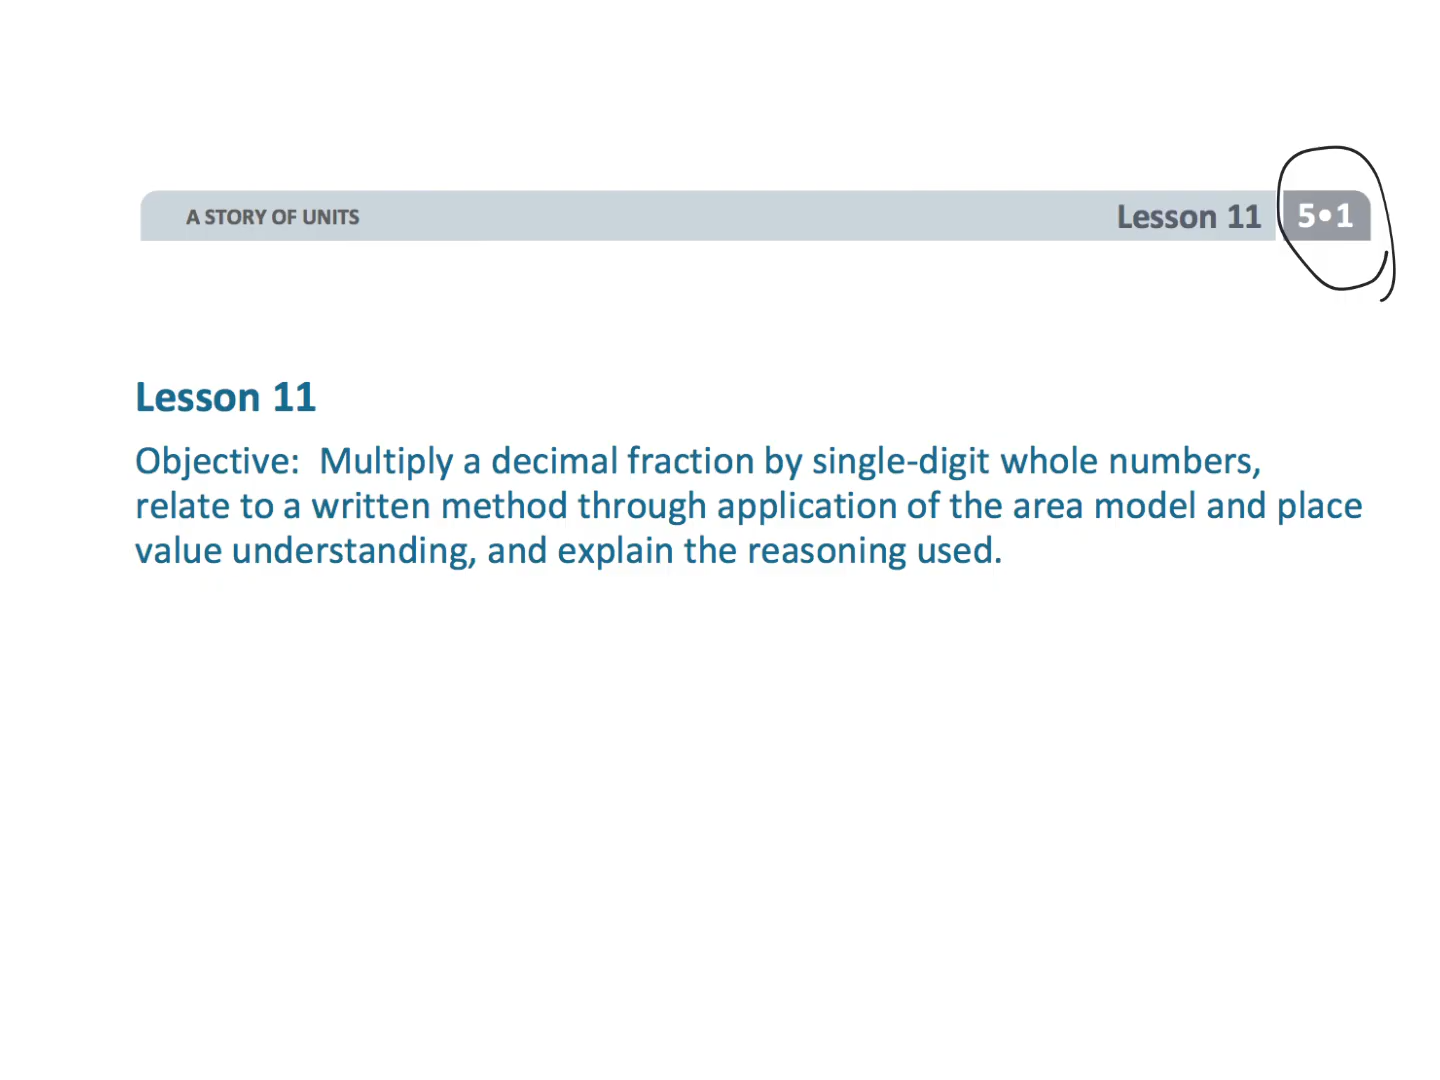 A STORY OF UNITS
Lesson 11 5•1
Lesson 11
Objective: Multiply a decimal fraction by single-digit whole numbers,
relate to a written method through application of the area model and place
value understanding, and explain the reasoning used.